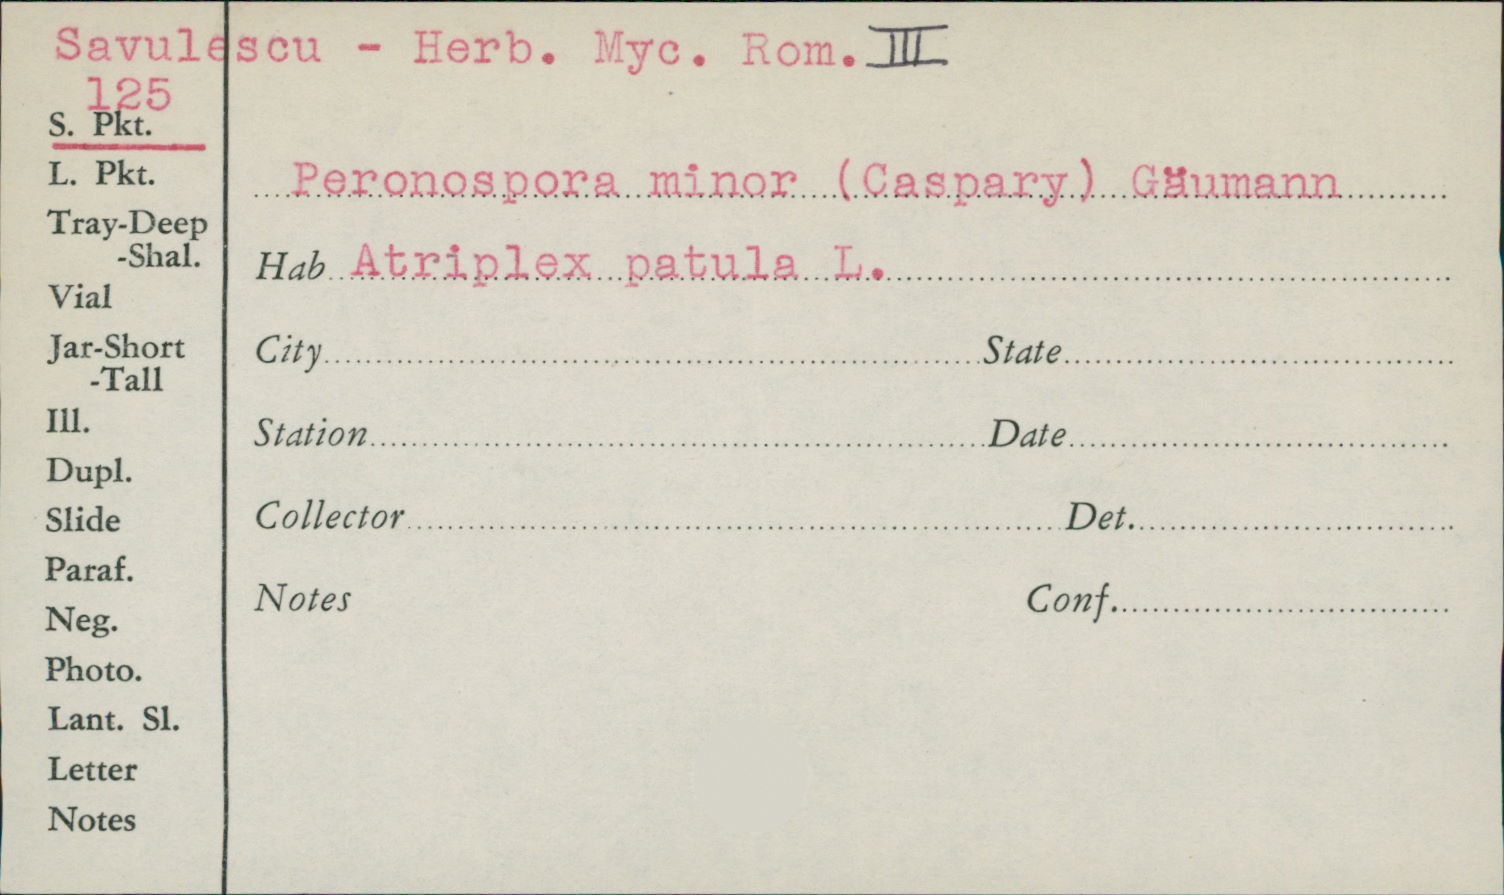 Savulescu - Herb. Myc. Rom. III
125
S. Pkt.
L. Pkt.
Peronospora minor (Caspary) Gäumann
Tray-Deep
-Shal.
Hab Atriplex patula L.
Vial
Jar-Short
-Tall
City State
Ill.
Station Date
Dupl.
Slide
Collector Det.
Paraf.
Notes Conf.
Neg.
Photo.
Lant. Sl.
Letter
Notes